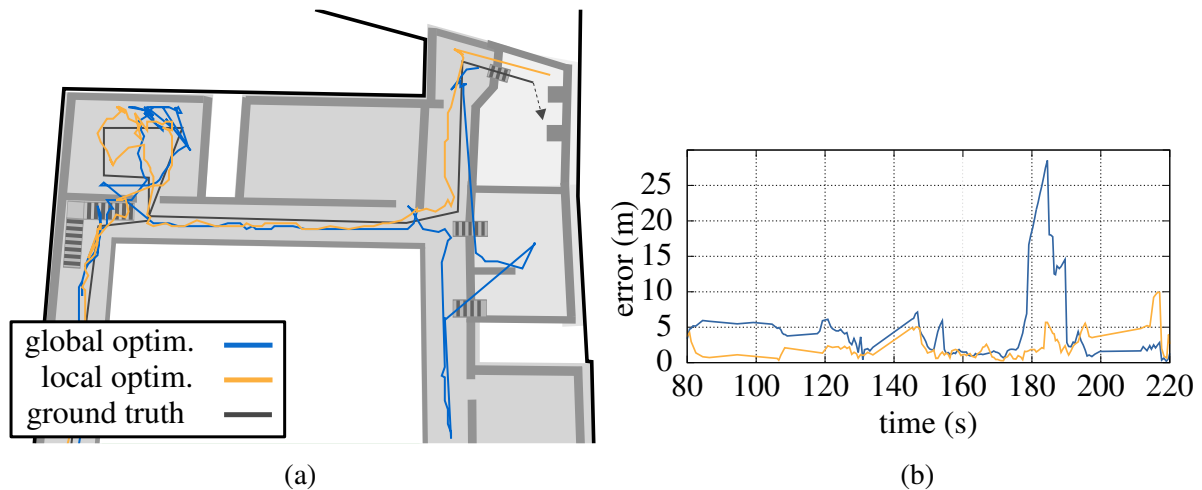 global optim.
local optim.
ground truth
(a)
error (m)
25
20
15
10
5
0
80 100 120 140 160 180 200 220
time (s)
(b)